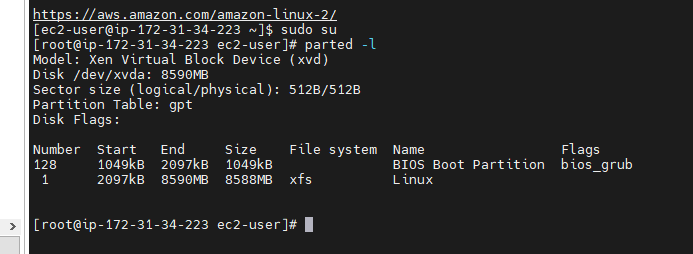 https://aws.amazon.com/amazon-linux-2/
[ec2-user@ip-172-31-34-223 ~]$ sudo su
[root@ip-172-31-34-223 ec2-user]# parted -l
Model: Xen Virtual Block Device (xvd)
Disk /dev/xvda: 8590MB
Sector size (logical/physical): 512B/512B
Partition Table: gpt
Disk Flags:
Number  Start   End     Size    File system  Name                 Flags
128     1049kB  2097kB  1049kB               BIOS Boot Partition  bios_grub
 1      2097kB  8590MB  8588MB  xfs          Linux
[root@ip-172-31-34-223 ec2-user]#